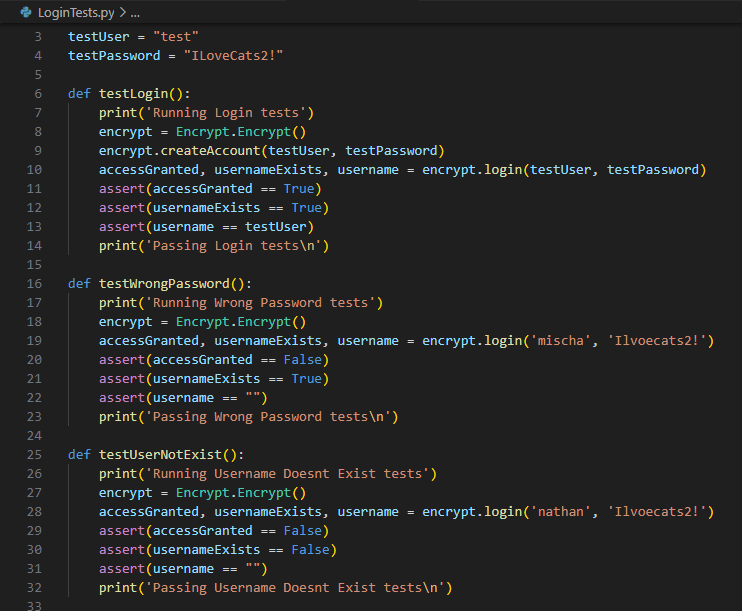 LoginTests.py > ...
3 testUser = "test"
4 testPassword = "ILoveCats2!"
5
6 def testLogin():
7     print('Running Login tests')
8     encrypt = Encrypt.Encrypt()
9     encrypt.createAccount(testUser, testPassword)
10     accessGranted, usernameExists, username = encrypt.login(testUser, testPassword)
11     assert(accessGranted == True)
12     assert(usernameExists == True)
13     assert(username == testUser)
14     print('Passing Login tests\n')
15
16 def testWrongPassword():
17     print('Running Wrong Password tests')
18     encrypt = Encrypt.Encrypt()
19     accessGranted, usernameExists, username = encrypt.login('mischa', 'Ilvoecats2!')
20     assert(accessGranted == False)
21     assert(usernameExists == True)
22     assert(username == "")
23     print('Passing Wrong Password tests\n')
24
25 def testUserNotExist():
26     print('Running Username Doesnt Exist tests')
27     encrypt = Encrypt.Encrypt()
28     accessGranted, usernameExists, username = encrypt.login('nathan', 'Ilvoecats2!')
29     assert(accessGranted == False)
30     assert(usernameExists == False)
31     assert(username == "")
32     print('Passing Username Doesnt Exist tests\n')
33